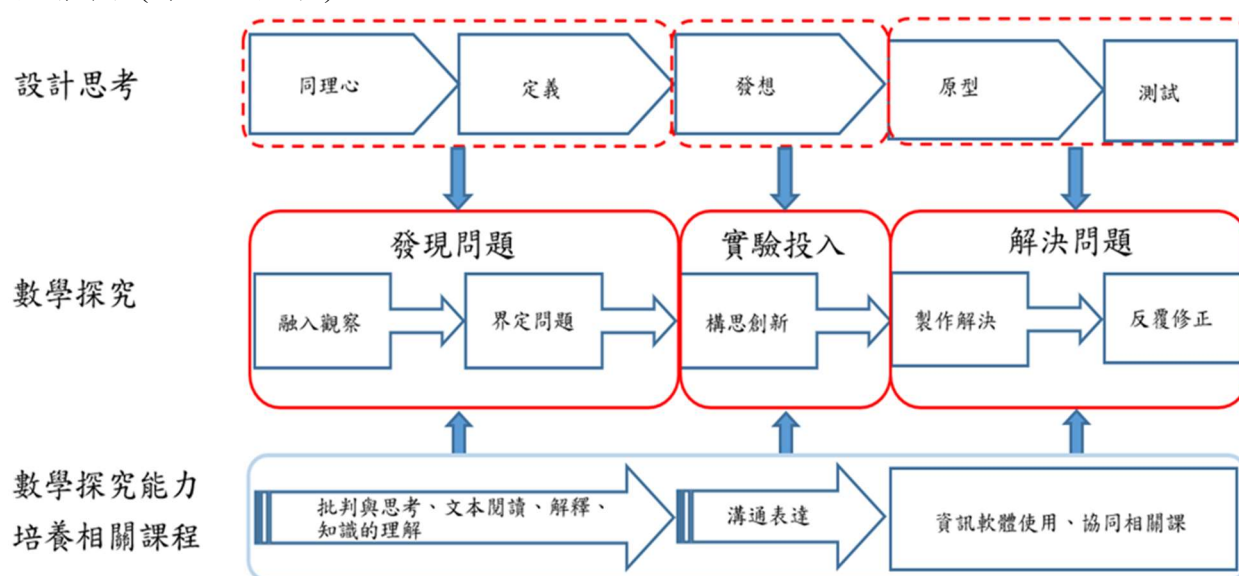 設計思考
同理心
定義
發想
原型
測試
數學探究
發現問題
融入觀察
界定問題
實驗投入
構思創新
解決問題
製作解決
反覆修正
數學探究能力
培養相關課程
批判與思考、文本閱讀、解釋、
知識的理解
溝通表達
資訊軟體使用、協同相關課